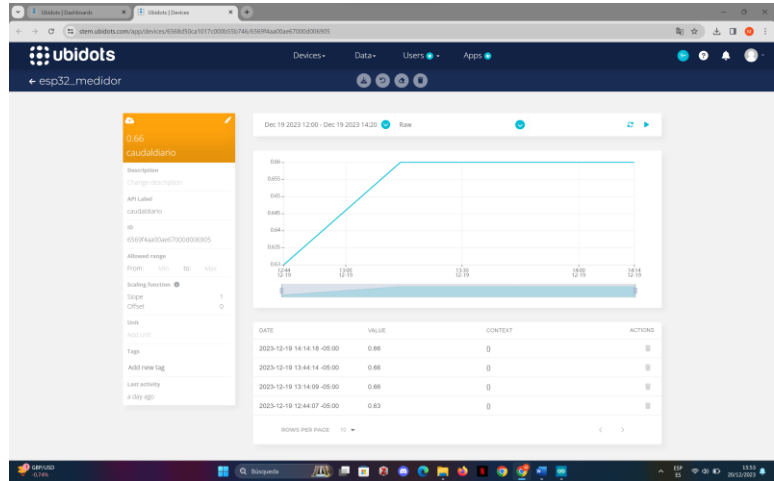 Ubidots | Dashboards
Ubidots | Devices
stem.ubidots.com/app/devices/6568d50ca1017c000b55b746/6569f4aa00ae67000d006905
ubidots
Devices
Data
Users
Apps
esp32_medidor
0.66
caudaldiario
Description
Change description
API Label
caudaldiario
ID
6569f4aa00ae67000d006905
Allowed range
From: Min to: Max
Scaling function
Slope 1
Offset 0
Unit
Add unit
Tags
Add new tag
Last activity
a day ago
Dec 19 2023 12:00 - Dec 19 2023 14:20 Raw
0.66
0.655
0.65
0.645
0.64
0.635
0.63
12:44 13:00 13:30 14:00 14:14
12-19 12-19 12-19 12-19 12-19
DATE VALUE CONTEXT ACTIONS
2023-12-19 14:14:18 -05:00 0.66 {}
2023-12-19 13:44:14 -05:00 0.66 {}
2023-12-19 13:14:09 -05:00 0.66 {}
2023-12-19 12:44:07 -05:00 0.63 {}
ROWS PER PAGE 10
GBP/USD
-0,74%
Búsqueda
ESP
ES
15:53
20/12/2023